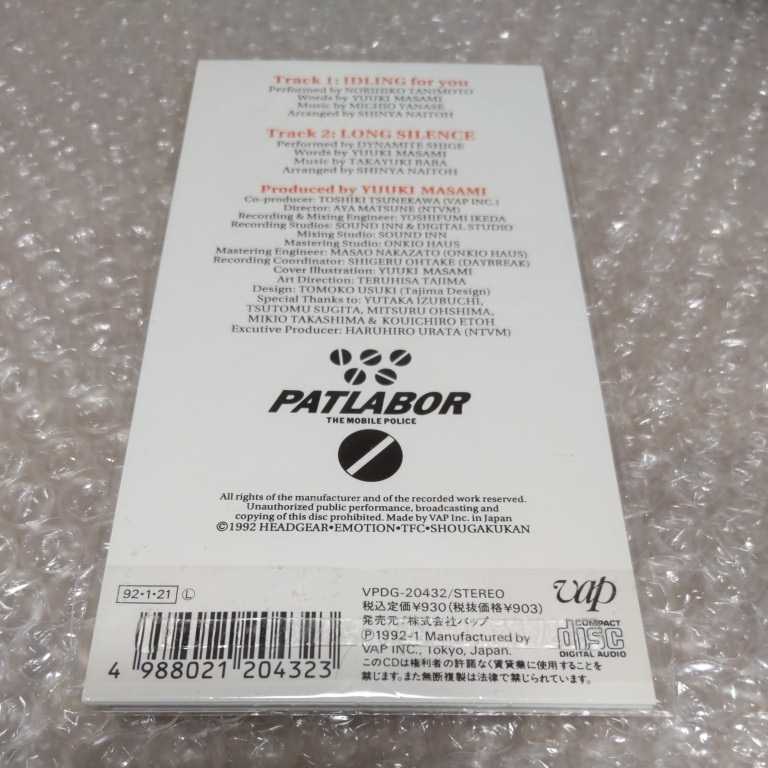 Track 1: IDLING for you
Performed by NORIHIKO TANIMOTO
Words by YUUKI MASAMI
Music by MICHIO YANASE
Arranged by SHINYA NAITOH
Track 2: LONG SILENCE
Performed by DYNAMITE SHIGE
Words by YUUKI MASAMI
Music by TAKAYUKI BABA
Arranged by SHINYA NAITOH
Produced by YUUKI MASAMI
Co-producer: TOSHIKI TSUNEKAWA (VAP INC.)
Director: AYA MATSUNE (NTVM)
Recording & Mixing Engineer: YOSHIFUMI IKEDA
Recording Studios: SOUND INN & DIGITAL STUDIO
Mixing Studio: SOUND INN
Mastering Studio: ONKIO HAUS
Mastering Engineer: MASAO NAKAZATO (ONKIO HAUS)
Recording Coordinator: SHIGERU OHTAKE (DAYBREAK)
Cover Illustration: YUUKI MASAMI
Art Direction: TERUHISA TAJIMA
Design: TOMOKO USUKI (Tajima Design)
Special Thanks to: YUTAKA IZUBUCHI,
TSUTOMU SUGITA, MITSURU OHSHIMA,
MIKIO TAKASHIMA & KOUICHIRO ETOH
Excutive Producer: HARUHIRO URATA (NTVM)
PATLABOR
THE MOBILE POLICE
All rights of the manufacturer and of the recorded work reserved.
Unauthorized public performance, broadcasting and
copying of this disc prohibited. Made by VAP Inc. in Japan
©1992 HEADGEAR•EMOTION•TFC•SHOUGAKUKAN
92・1・21 Ⓛ
4 988021 204323
VPDG-20432/STEREO
税込定価¥930(税抜価格¥903)
発売元:株式会社バップ
Ⓟ1992-1 Manufactured by
VAP INC., Tokyo, Japan.
このCDは権利者の許諾なく賃貸業に使用することを
禁じます。また無断複製は法律で禁じられています。
vap
COMPACT
disc
DIGITAL AUDIO